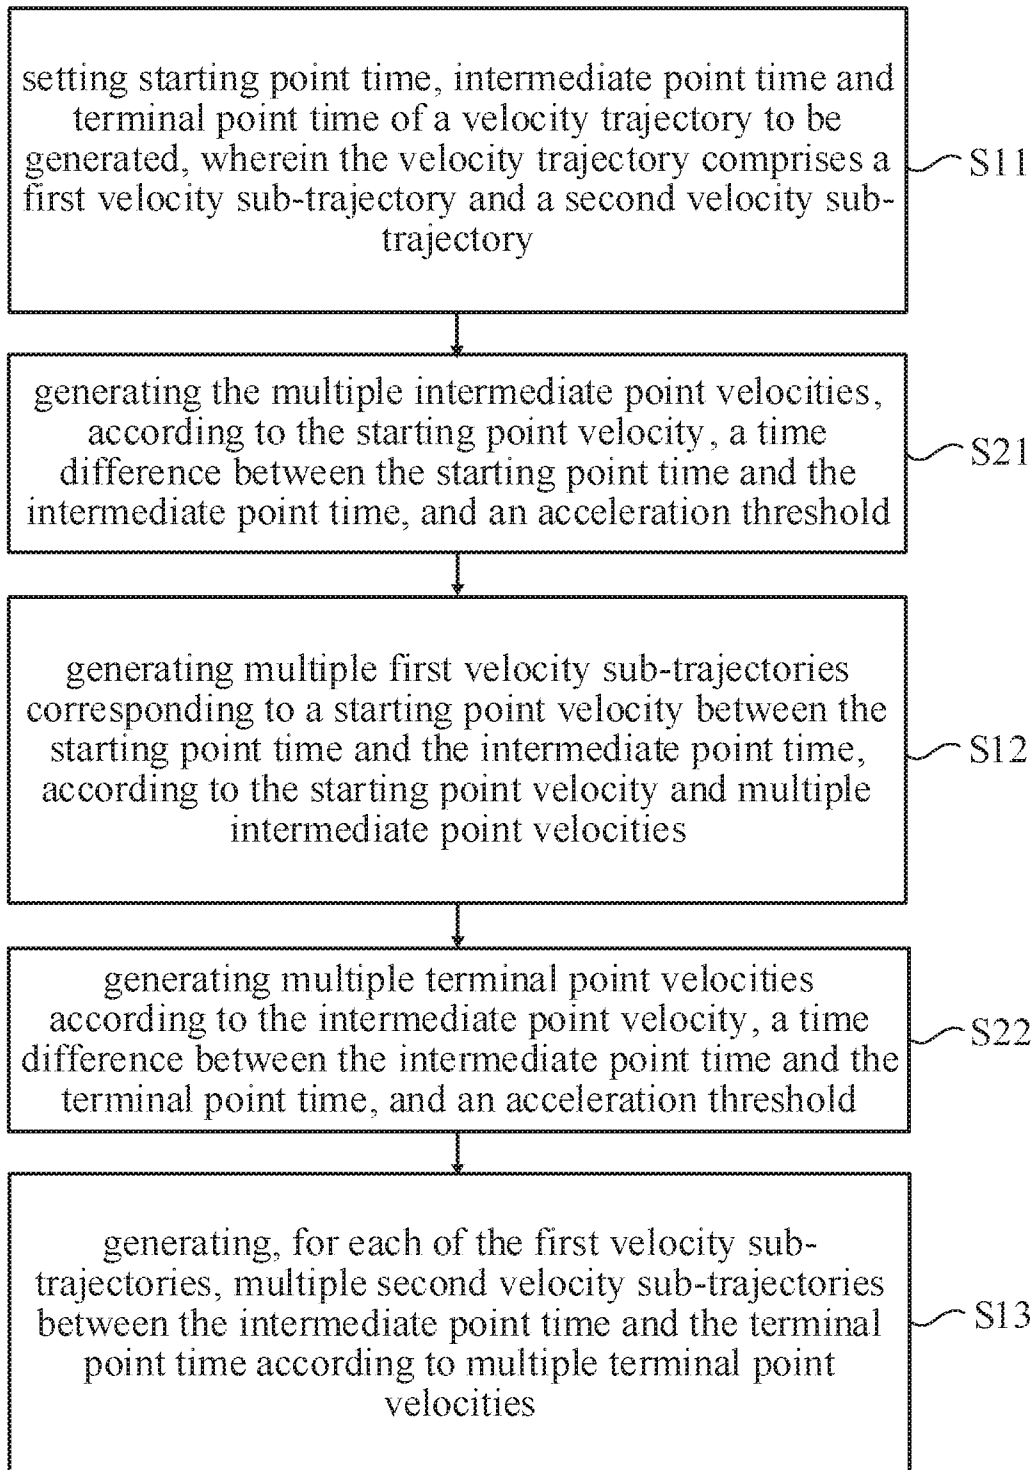 setting starting point time, intermediate point time and
terminal point time of a velocity trajectory to be
generated, wherein the velocity trajectory comprises a
first velocity sub-trajectory and a second velocity sub-
trajectory
S11
generating the multiple intermediate point velocities,
according to the starting point velocity, a time
difference between the starting point time and the
intermediate point time, and an acceleration threshold
S21
generating multiple first velocity sub-trajectories
corresponding to a starting point velocity between the
starting point time and the intermediate point time,
according to the starting point velocity and multiple
intermediate point velocities
S12
generating multiple terminal point velocities
according to the intermediate point velocity, a time
difference between the intermediate point time and the
terminal point time, and an acceleration threshold
S22
generating, for each of the first velocity sub-
trajectories, multiple second velocity sub-trajectories
between the intermediate point time and the terminal
point time according to multiple terminal point
velocities
S13